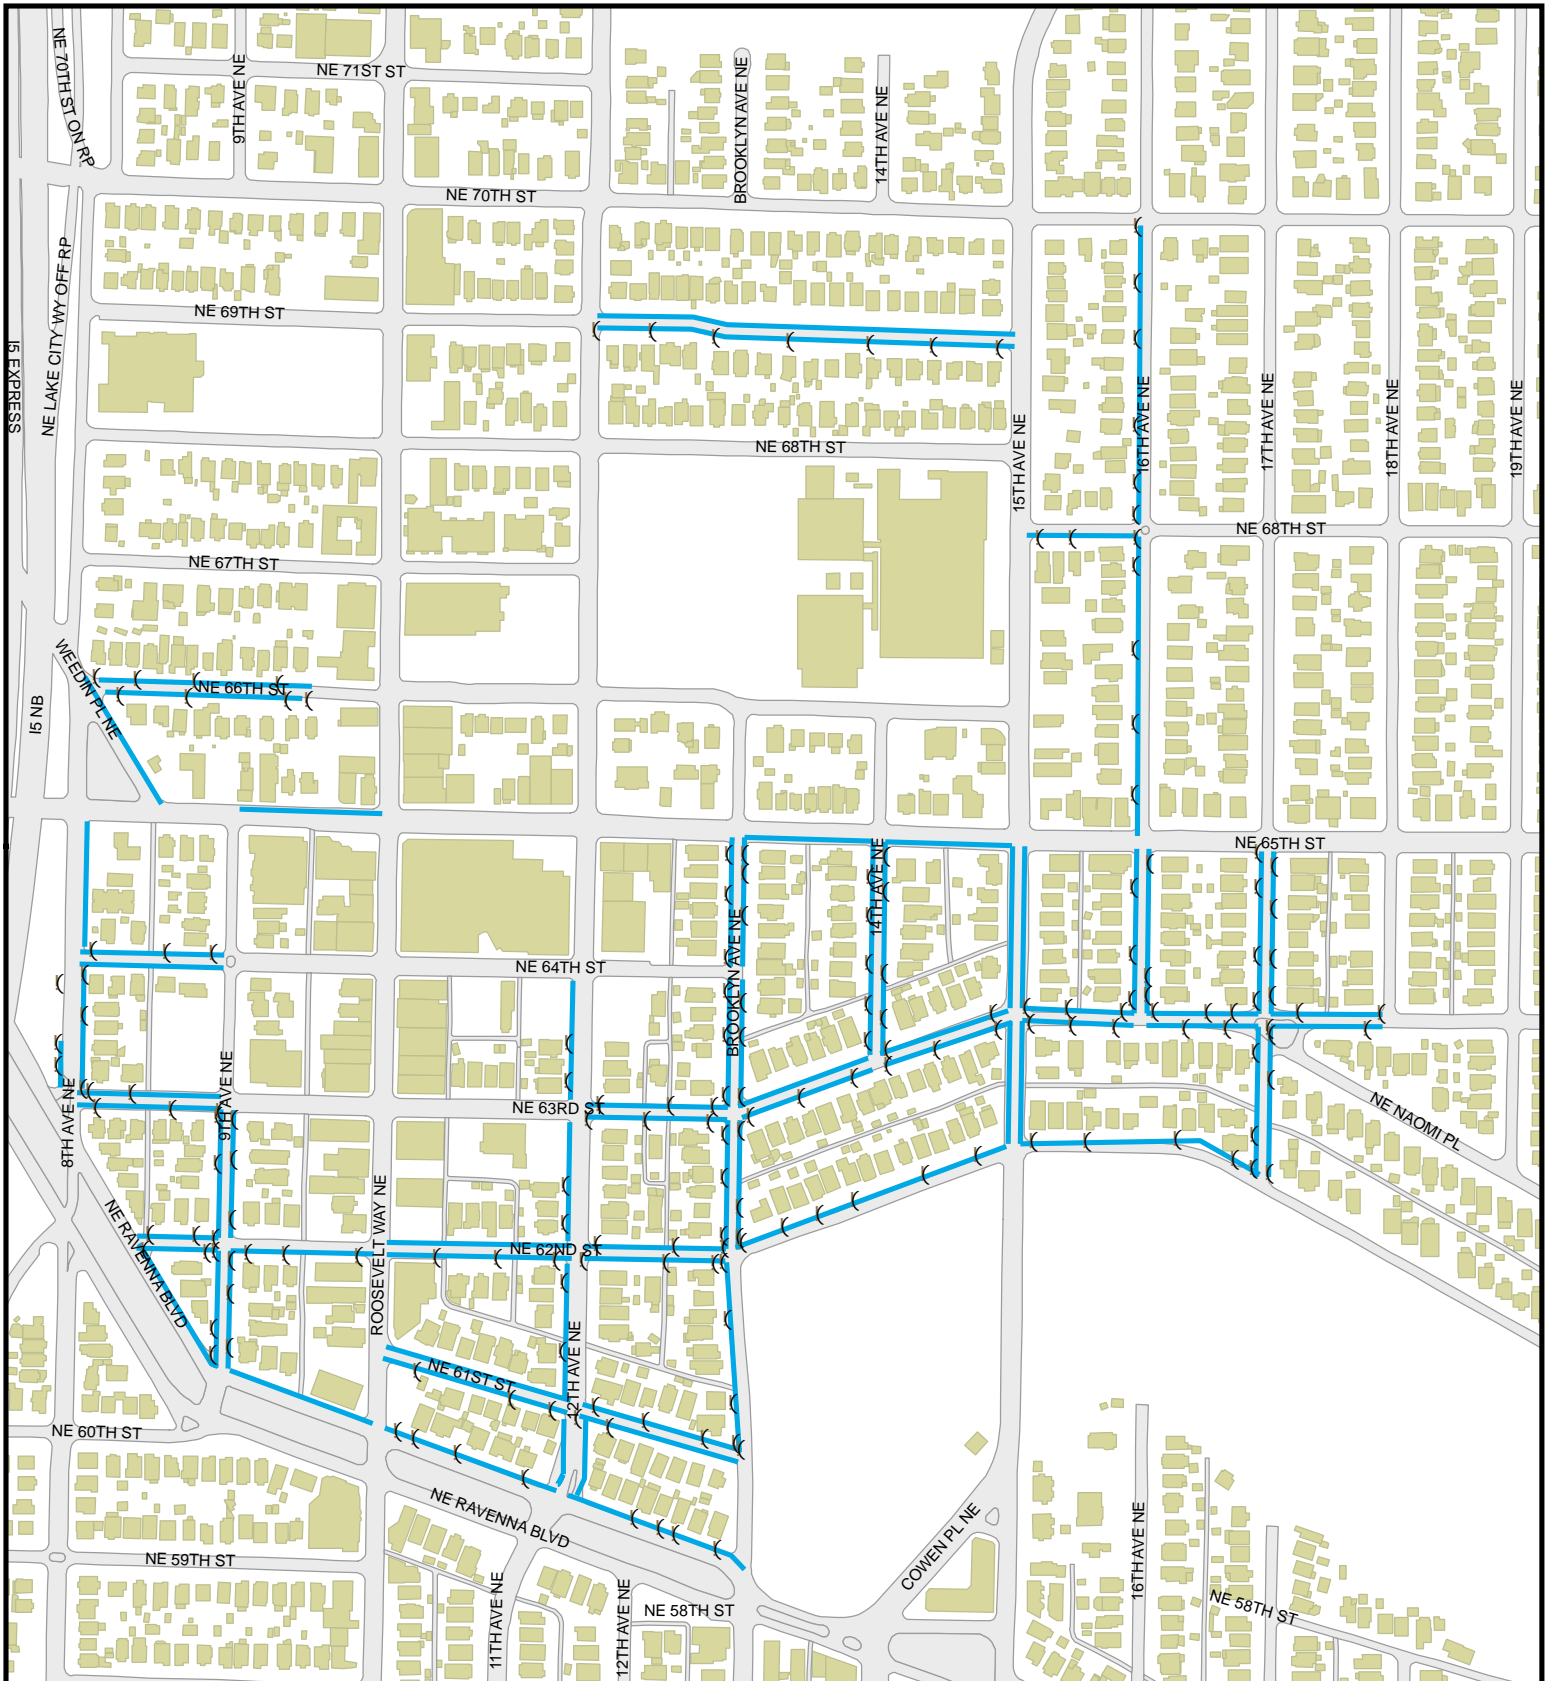 NE 70TH ST ON RP
NE 71ST ST
9TH AVE NE
BROOKLYN AVE NE
14TH AVE NE
NE 70TH ST
NE LAKE CITY WY OFF RP
NE 69TH ST
I5 EXPRESS
NE 68TH ST
15TH AVE NE
16TH AVE NE
17TH AVE NE
18TH AVE NE
19TH AVE NE
NE 68TH ST
NE 67TH ST
WEEDIN PL NE
NE 66TH ST
I5 NB
NE 65TH ST
14TH AVE NE
BROOKLYN AVE NE
NE 64TH ST
8TH AVE NE
9TH AVE NE
NE 63RD ST
NE NAOMI PL
NE RAVENNA BLVD
ROOSEVELT WAY NE
NE 62ND ST
12TH AVE NE
NE 61ST ST
NE 60TH ST
NE RAVENNA BLVD
COWEN PL NE
16TH AVE NE
NE 59TH ST
11TH AVE NE
12TH AVE NE
NE 58TH ST
NE 58TH ST